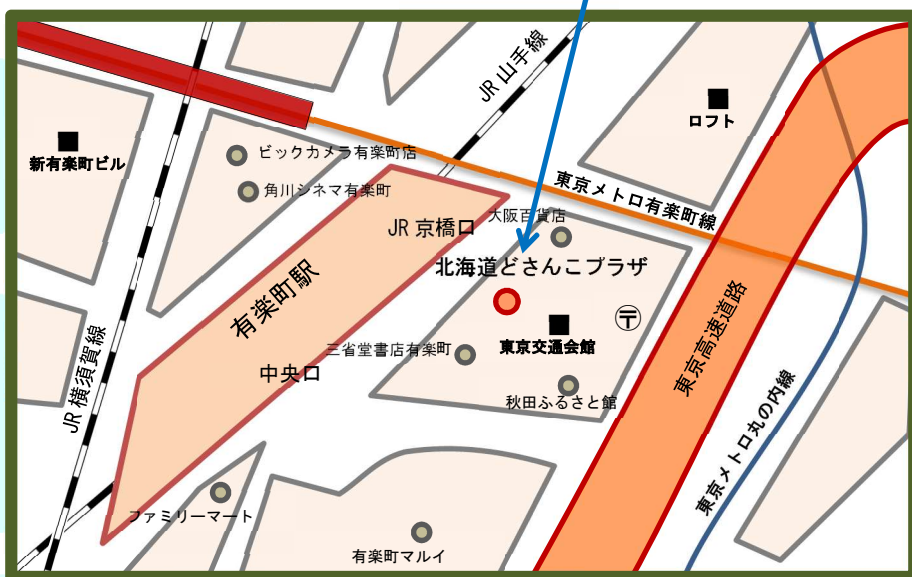 JR 山手線
ロフト
新有楽町ビル
ビックカメラ有楽町店
角川シネマ有楽町
東京メトロ有楽町線
大阪百貨店
JR 京橋口
北海道どさんこプラザ
有楽町駅
〒
東京交通会館
三省堂書店有楽町
中央口
東京高速道路
JR 横須賀線
秋田ふるさと館
東京メトロ丸の内線
ファミリーマート
有楽町マルイ